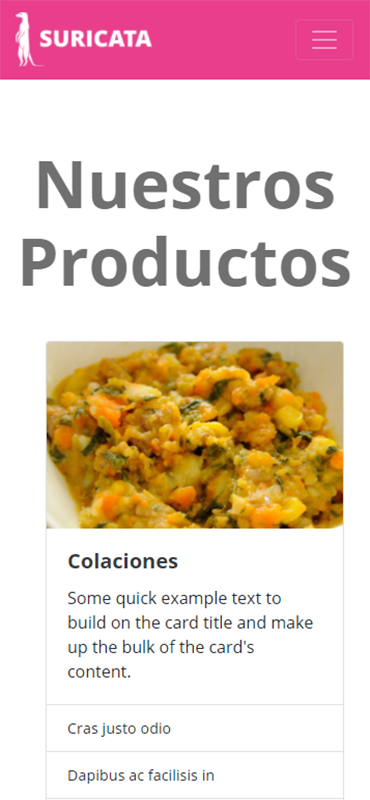 SURICATA
Nuestros
Productos
Colaciones
Some quick example text to
build on the card title and make
up the bulk of the card's
content.
Cras justo odio
Dapibus ac facilisis in